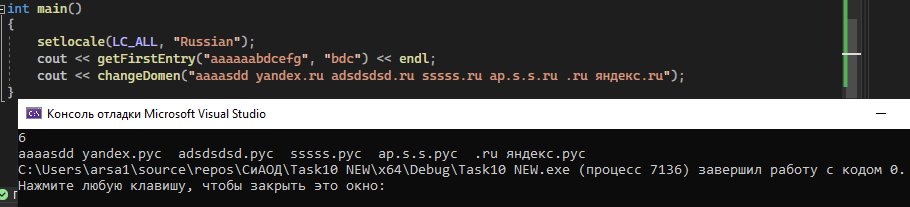 int main()
{
setlocale(LC_ALL, "Russian");
cout << getFirstEntry("aaaaaabdcefg", "bdc") << endl;
cout << changeDomen("aaaasdd yandex.ru adsdsdsd.ru sssss.ru ap.s.s.ru .ru яндекс.ru");
}
Консоль отладки Microsoft Visual Studio
6
aaaasdd yandex.рус  adsdsdsd.рус  sssss.рус  ap.s.s.рус  .ru яндекс.рус
C:\Users\arsa1\source\repos\СиАОД\Task10 NEW\x64\Debug\Task10 NEW.exe (процесс 7136) завершил работу с кодом 0.
Нажмите любую клавишу, чтобы закрыть это окно: